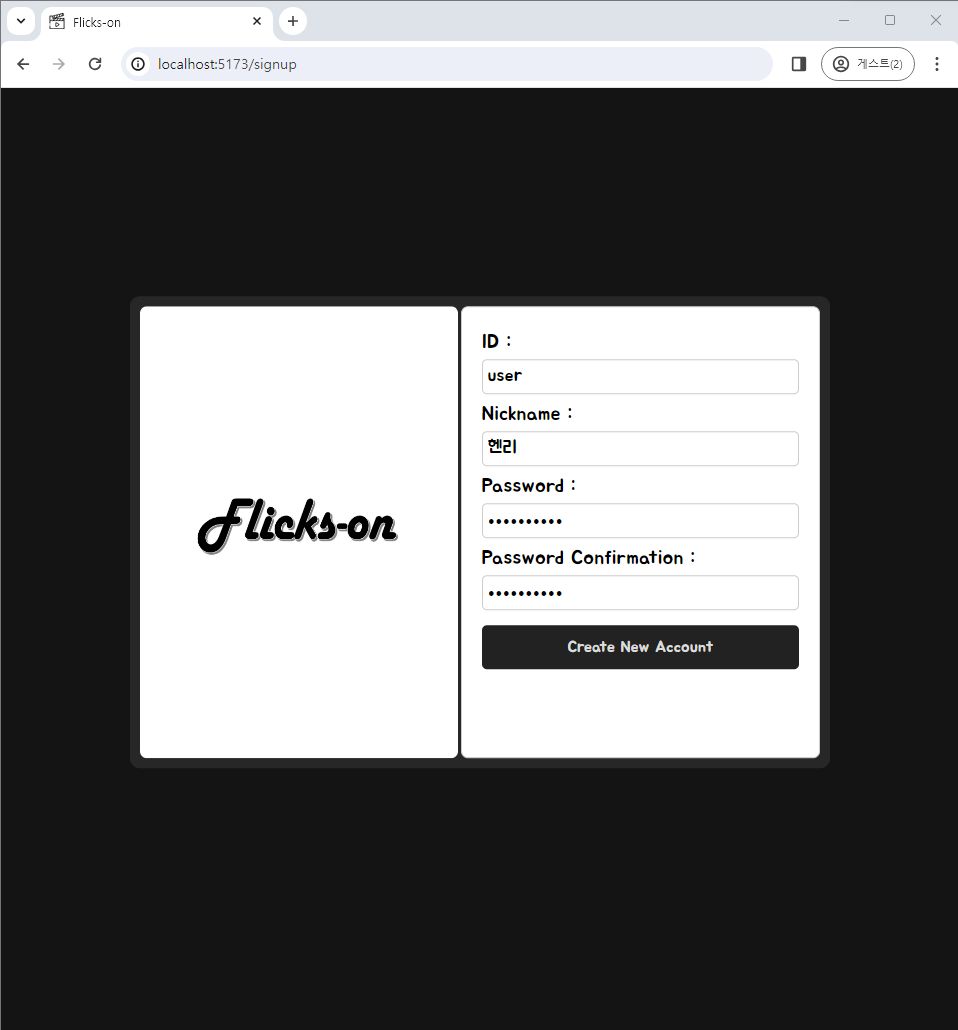 Flicks-on
localhost:5173/signup
게스트(2)
Flicks-on
ID :
user
Nickname :
헨리
Password :
••••••••••
Password Confirmation :
••••••••••
Create New Account